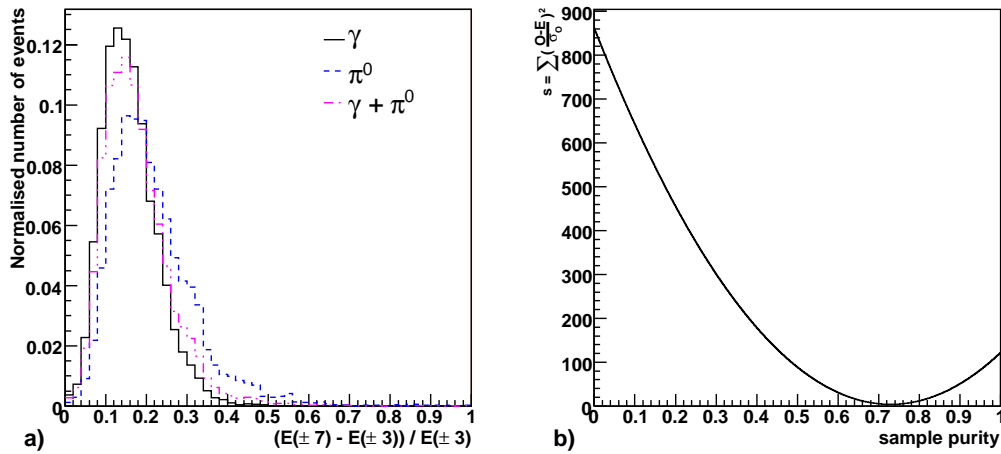 Normalised number of events
0.12
0.1
0.08
0.06
0.04
0.02
0
γ
π⁰
γ + π⁰
0 0.1 0.2 0.3 0.4 0.5 0.6 0.7 0.8 0.9 1
a) (E(± 7) - E(± 3)) / E(± 3)
s = ∑(O-E/σₒ)²
900
800
700
600
500
400
300
200
100
0
0 0.1 0.2 0.3 0.4 0.5 0.6 0.7 0.8 0.9 1
b) sample purity